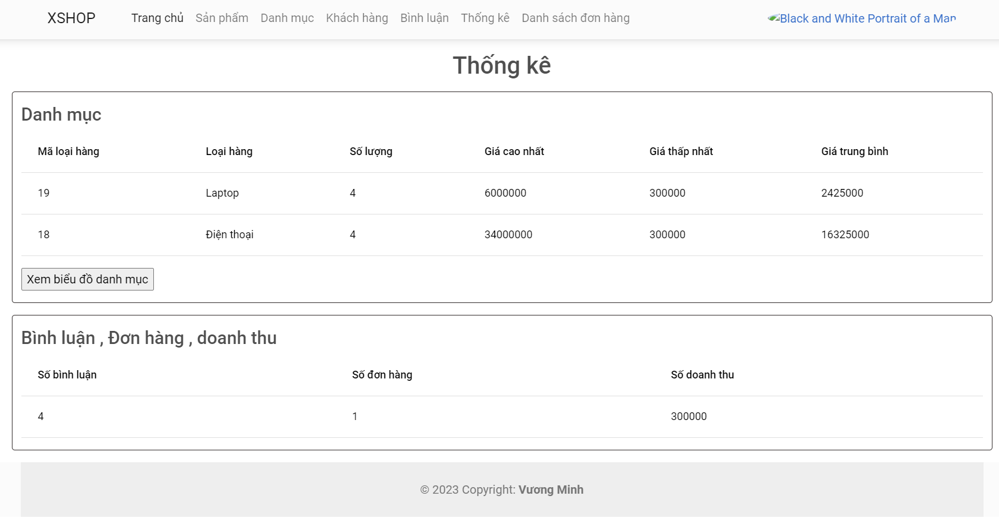 XSHOP Trang chủ Sản phẩm Danh mục Khách hàng Bình luận Thống kê Danh sách đơn hàng Black and White Portrait of a Man
Thống kê
Danh mục
Mã loại hàng Loại hàng Số lượng Giá cao nhất Giá thấp nhất Giá trung bình
19 Laptop 4 6000000 300000 2425000
18 Điện thoại 4 34000000 300000 16325000
Xem biểu đồ danh mục
Bình luận , Đơn hàng , doanh thu
Số bình luận Số đơn hàng Số doanh thu
4 1 300000
© 2023 Copyright: Vương Minh